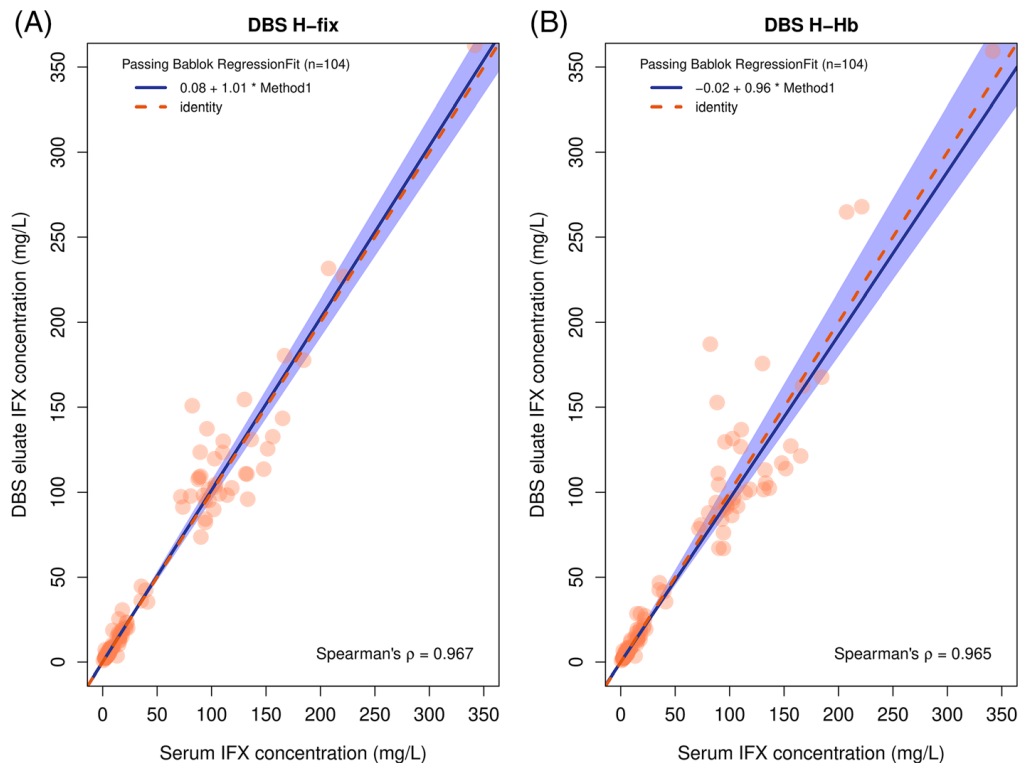 (A)
DBS H−fix
Passing Bablok RegressionFit (n=104)
0.08 + 1.01 * Method1
identity
350
300
250
200
150
100
50
0
DBS eluate IFX concentration (mg/L)
Spearman's ρ = 0.967
0 50 100 150 200 250 300 350
Serum IFX concentration (mg/L)
(B)
DBS H−Hb
Passing Bablok RegressionFit (n=104)
−0.02 + 0.96 * Method1
identity
350
300
250
200
150
100
50
0
DBS eluate IFX concentration (mg/L)
Spearman's ρ = 0.965
0 50 100 150 200 250 300 350
Serum IFX concentration (mg/L)